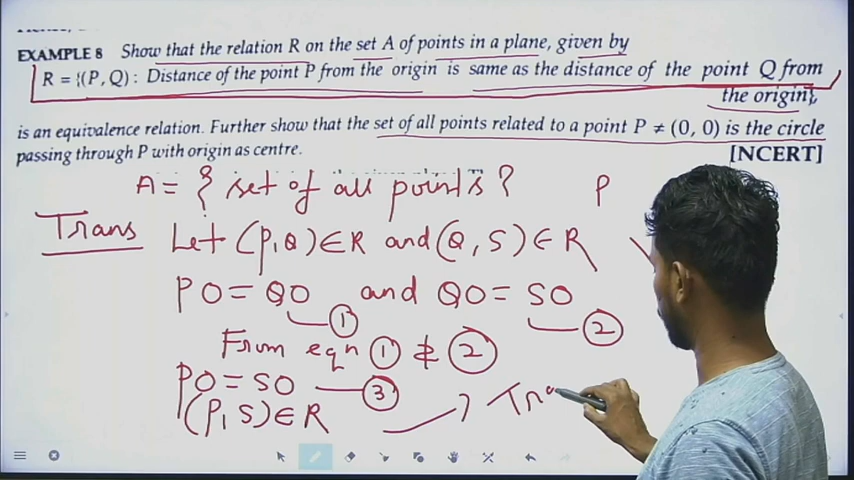 EXAMPLE 8 Show that the relation R on the set A of points in a plane, given by
R = {(P, Q) : Distance of the point P from the origin is same as the distance of the point Q from
the origin},
is an equivalence relation. Further show that the set of all points related to a point P ≠ (0, 0) is the circle
passing through P with origin as centre. [NCERT]
A = { set of all points } P
Trans Let (P, Q) ∈ R and (Q, S) ∈ R
PO = QO and QO = SO
① ②
From eqn ① & ②
PO = SO — ③
(P, S) ∈ R Tra